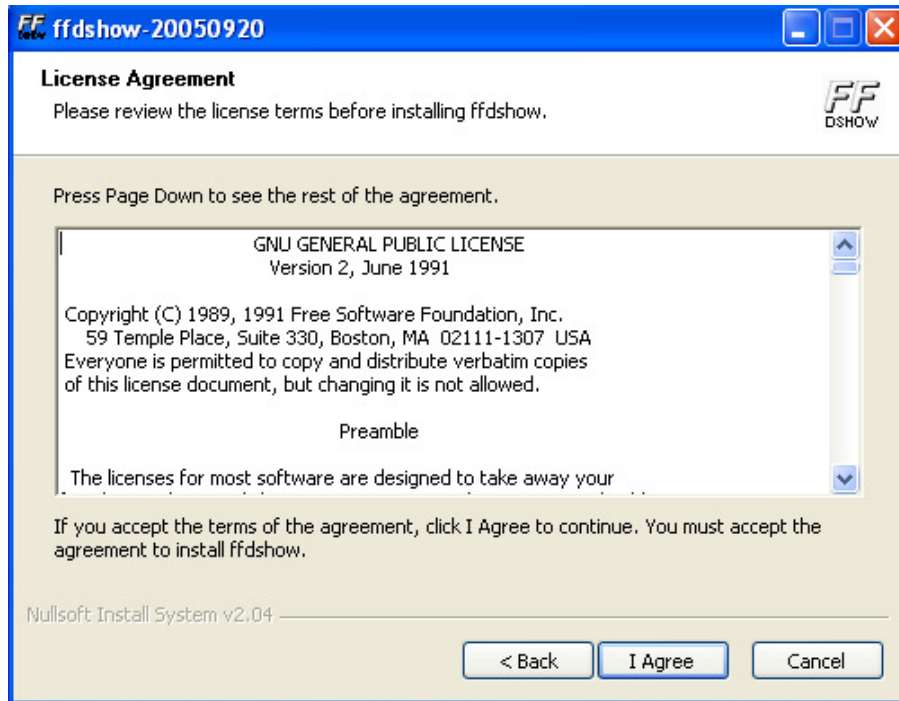 ffdshow-20050920
License Agreement
Please review the license terms before installing ffdshow.
FF
DSHOW
Press Page Down to see the rest of the agreement.
GNU GENERAL PUBLIC LICENSE
Version 2, June 1991
Copyright (C) 1989, 1991 Free Software Foundation, Inc.
59 Temple Place, Suite 330, Boston, MA  02111-1307  USA
Everyone is permitted to copy and distribute verbatim copies
of this license document, but changing it is not allowed.
Preamble
The licenses for most software are designed to take away your
If you accept the terms of the agreement, click I Agree to continue. You must accept the
agreement to install ffdshow.
Nullsoft Install System v2.04
< Back
I Agree
Cancel